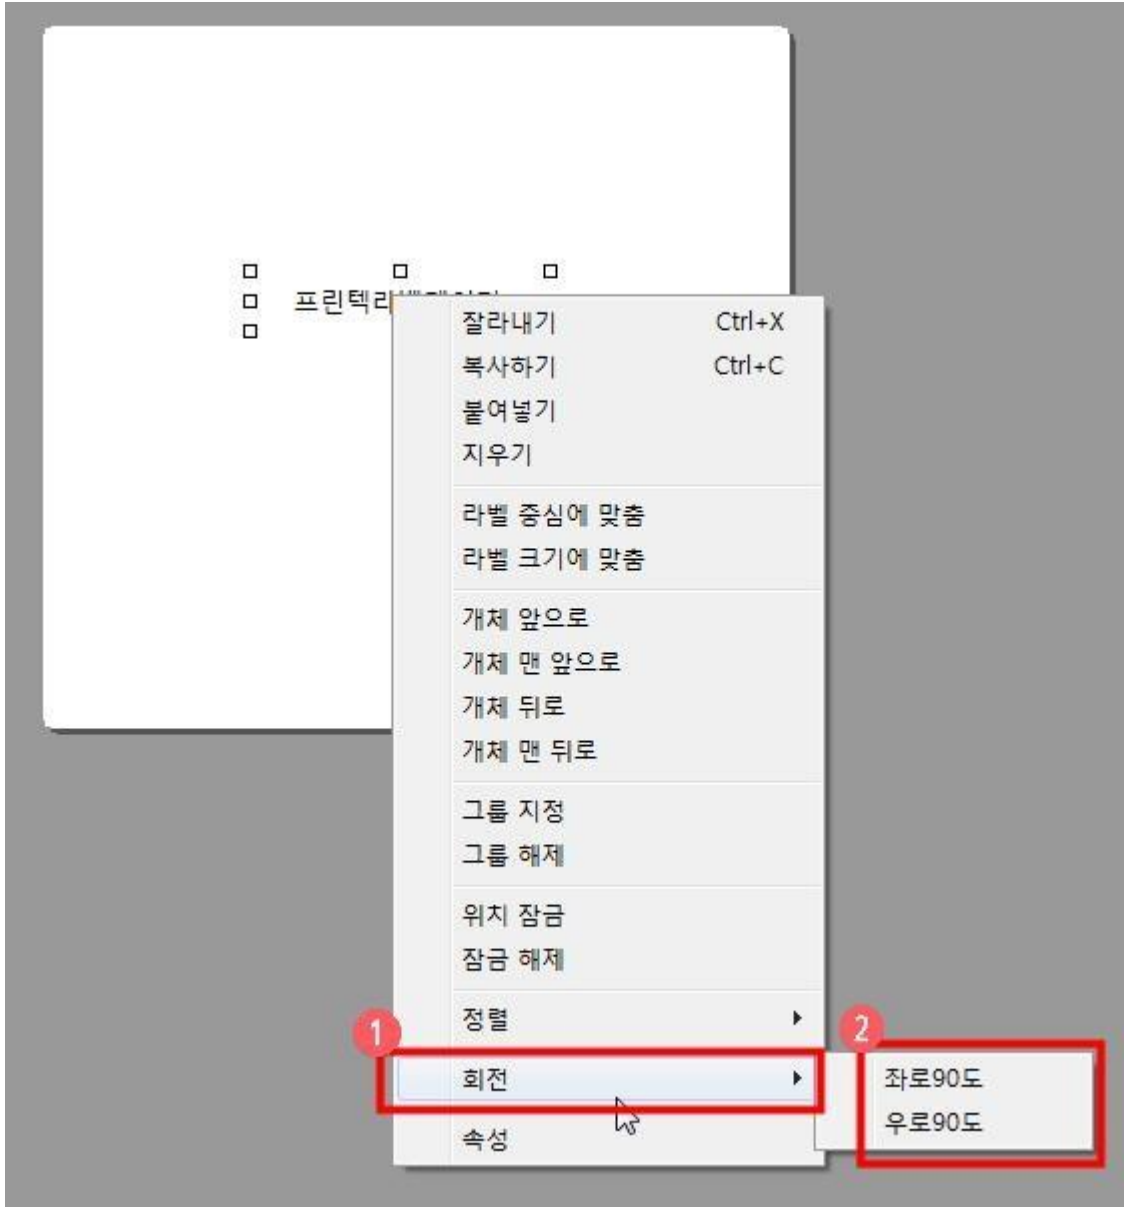 프린텍라
잘라내기 Ctrl+X
복사하기 Ctrl+C
붙여넣기
지우기
라벨 중심에 맞춤
라벨 크기에 맞춤
개체 앞으로
개체 맨 앞으로
개체 뒤로
개체 맨 뒤로
그룹 지정
그룹 해제
위치 잠금
잠금 해제
정렬
1
2
회전
좌로90도
우로90도
속성